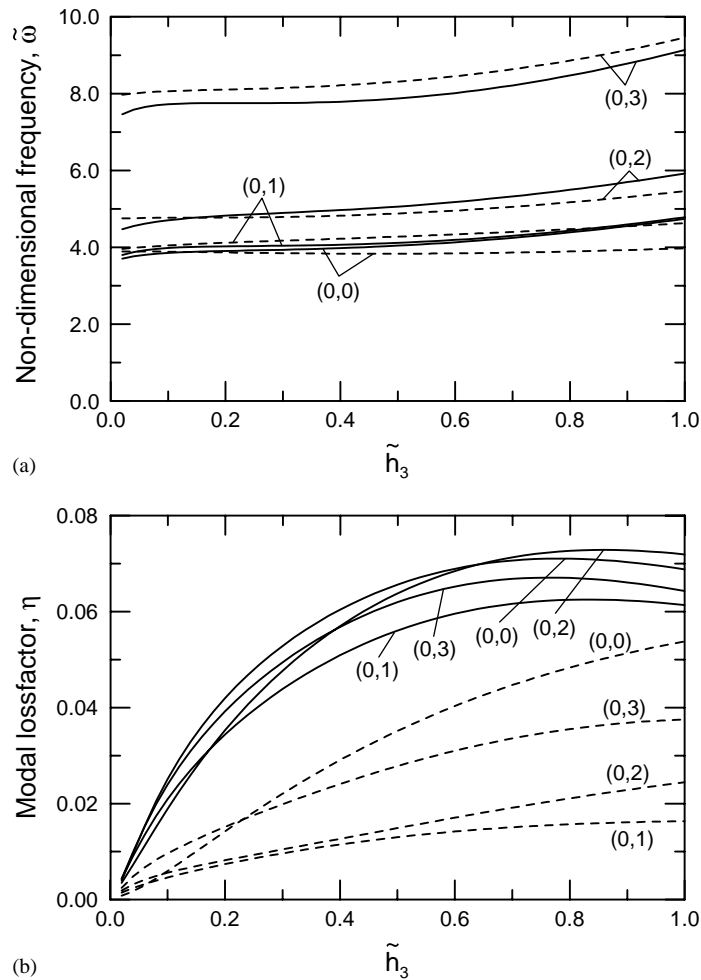 10.0
8.0
6.0
4.0
2.0
0.0
Non-dimensional frequency, ω̃
(0,3)
(0,2)
(0,1)
(0,0)
0.0 0.2 0.4 0.6 0.8 1.0
h̃₃
(a)
0.08
0.06
0.04
0.02
0.00
Modal lossfactor, η
(0,1)
(0,3)
(0,0)
(0,2)
(0,0)
(0,3)
(0,2)
(0,1)
0.0 0.2 0.4 0.6 0.8 1.0
h̃₃
(b)